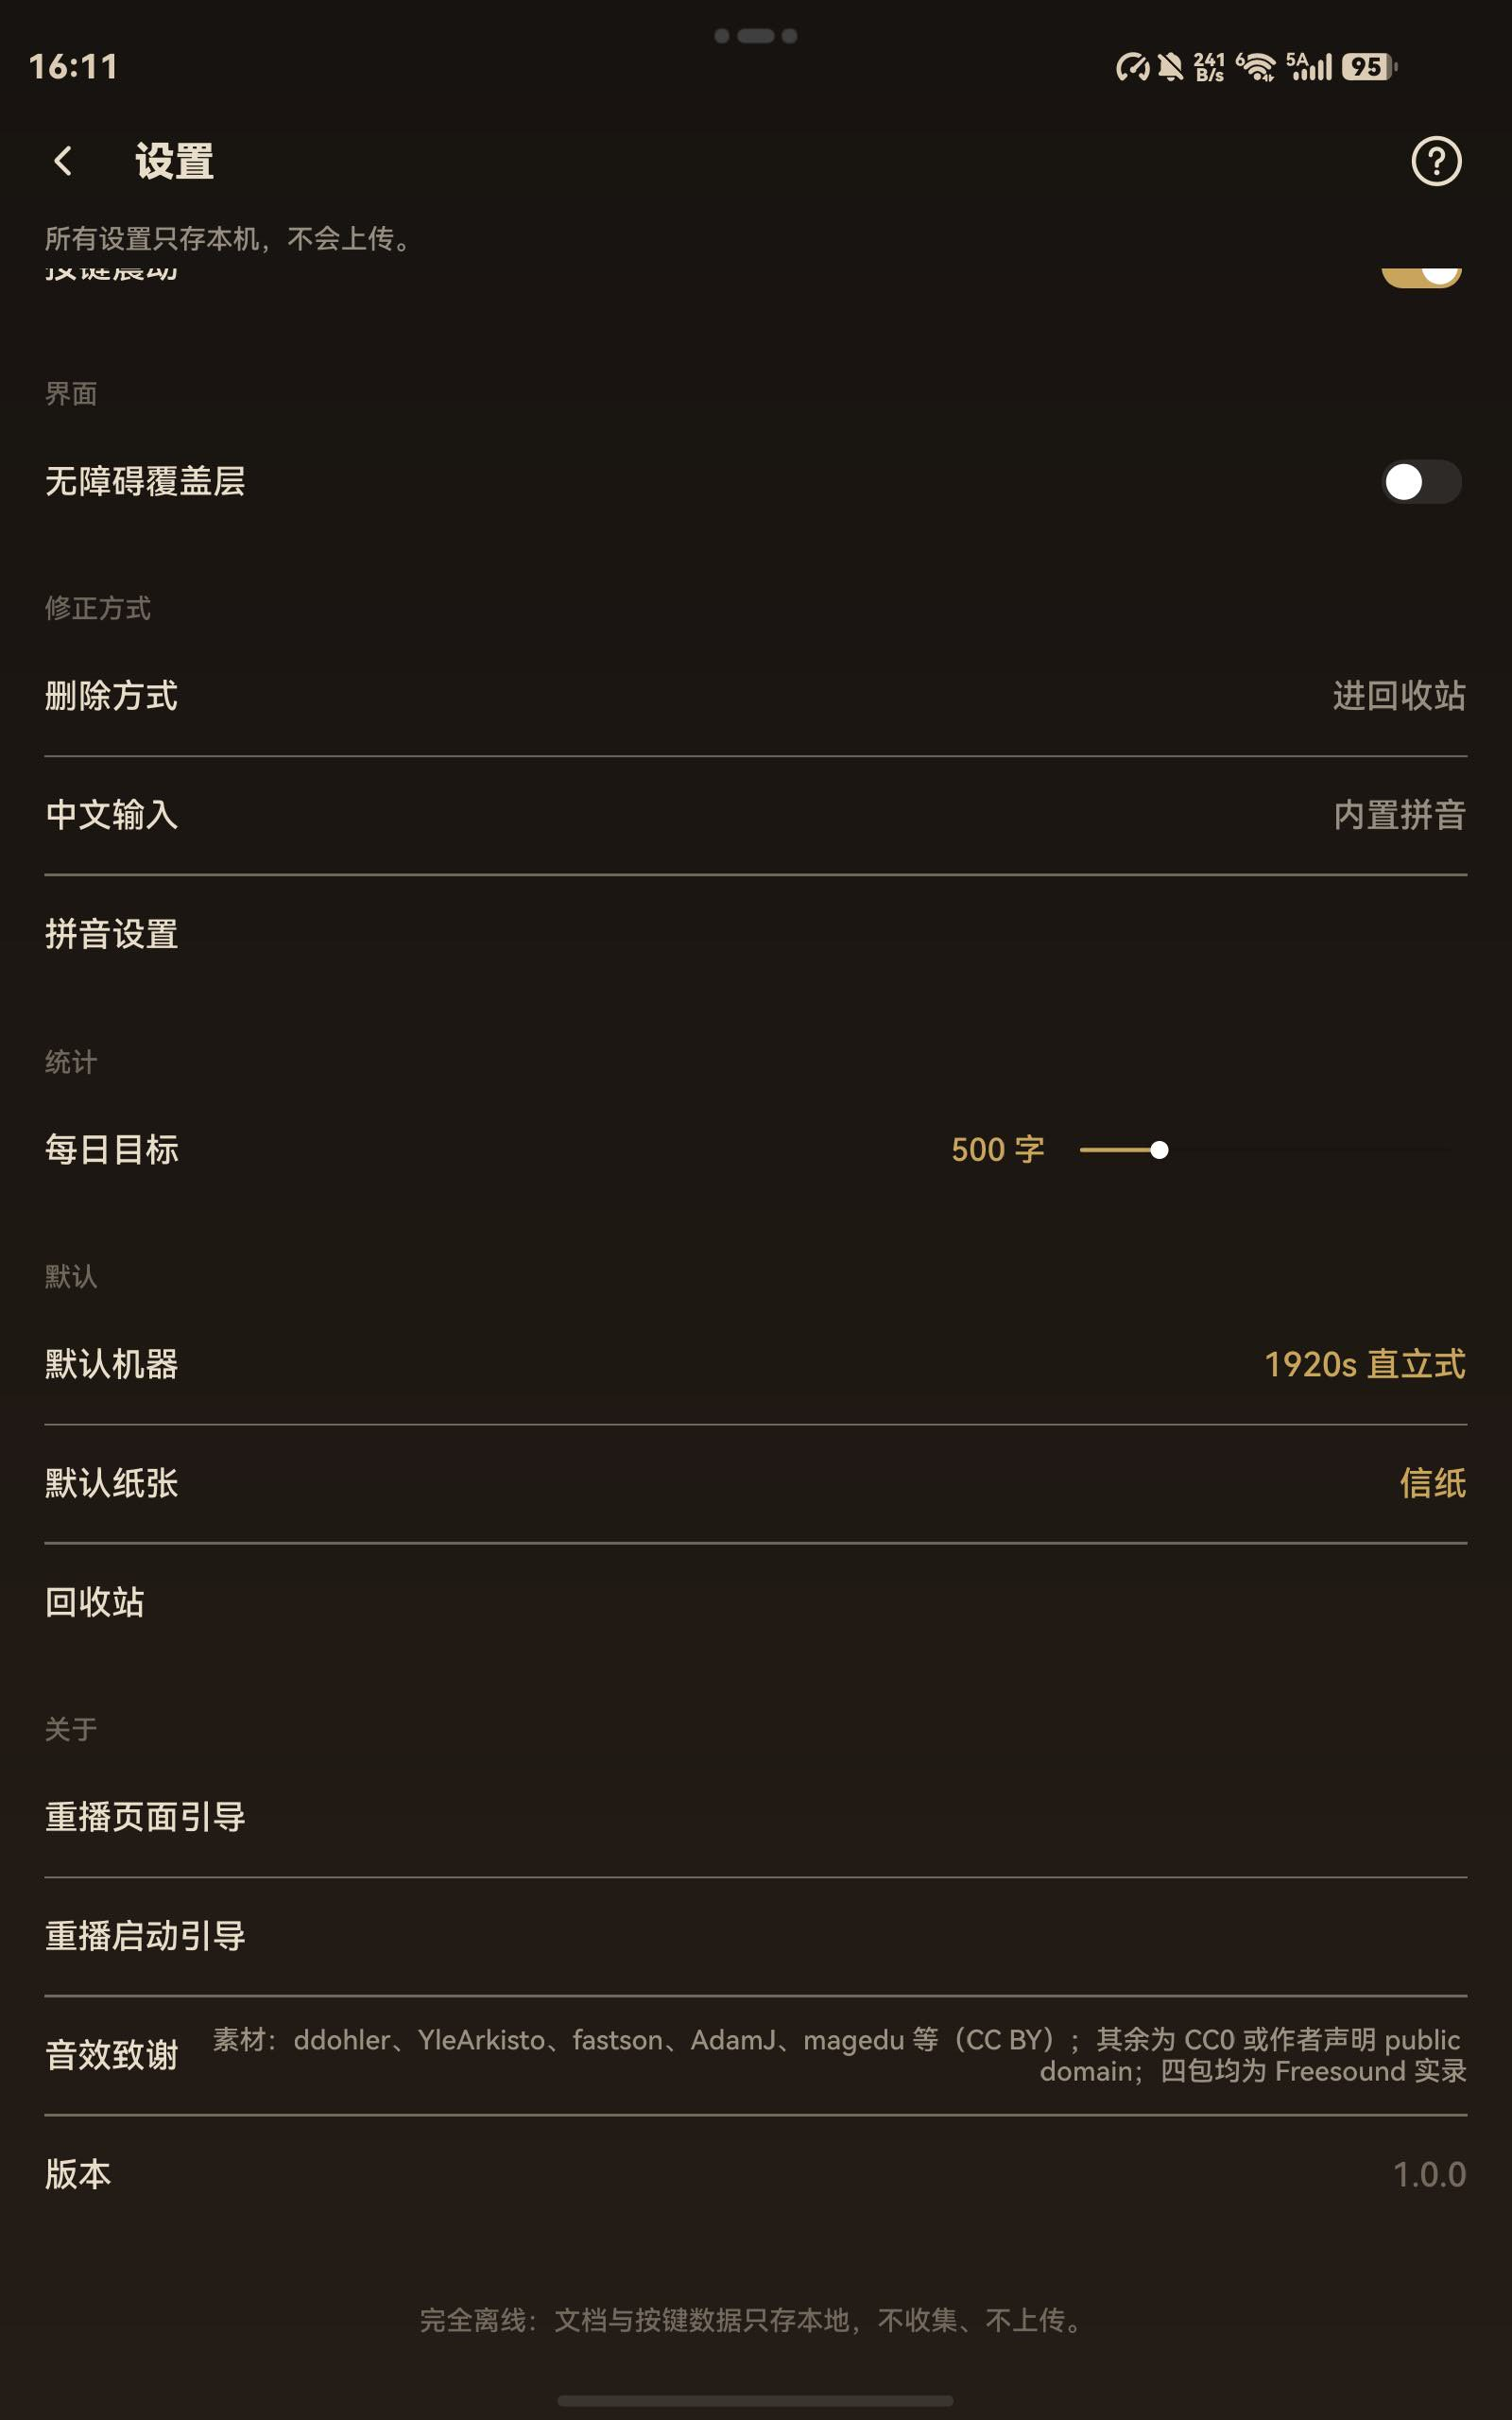 16:11
241 B/s 6 5A 95
设置
所有设置只存本机，不会上传。
按键震动
界面
无障碍覆盖层
修正方式
删除方式 进回收站
中文输入 内置拼音
拼音设置
统计
每日目标 500 字
默认
默认机器 1920s 直立式
默认纸张 信纸
回收站
关于
重播页面引导
重播启动引导
音效致谢 素材：ddohler、YleArkisto、fastson、AdamJ、magedu 等（CC BY）；其余为 CC0 或作者声明 public
domain；四包均为 Freesound 实录
版本 1.0.0
完全离线：文档与按键数据只存本地，不收集、不上传。